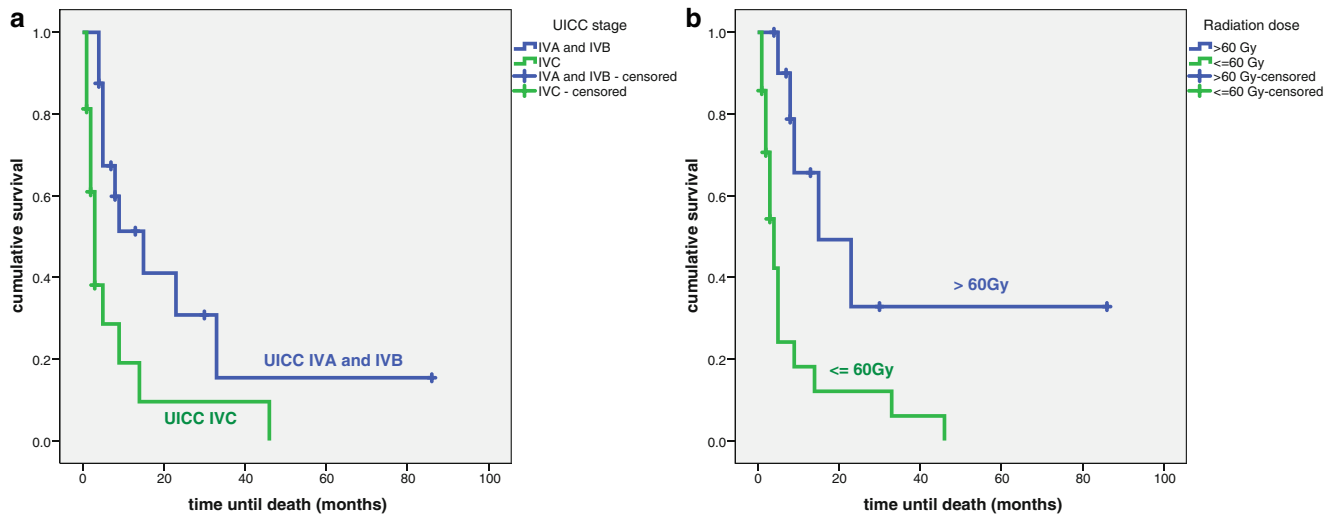 a
UICC stage
IVA and IVB
IVC
IVA and IVB - censored
IVC - censored
cumulative survival
1.0
0.8
0.6
0.4
0.2
0.0
UICC IVA and IVB
UICC IVC
0 20 40 60 80 100
time until death (months)
b
Radiation dose
>60 Gy
<=60 Gy
>60 Gy-censored
<=60 Gy-censored
cumulative survival
1.0
0.8
0.6
0.4
0.2
0.0
> 60Gy
<= 60Gy
0 20 40 60 80 100
time until death (months)